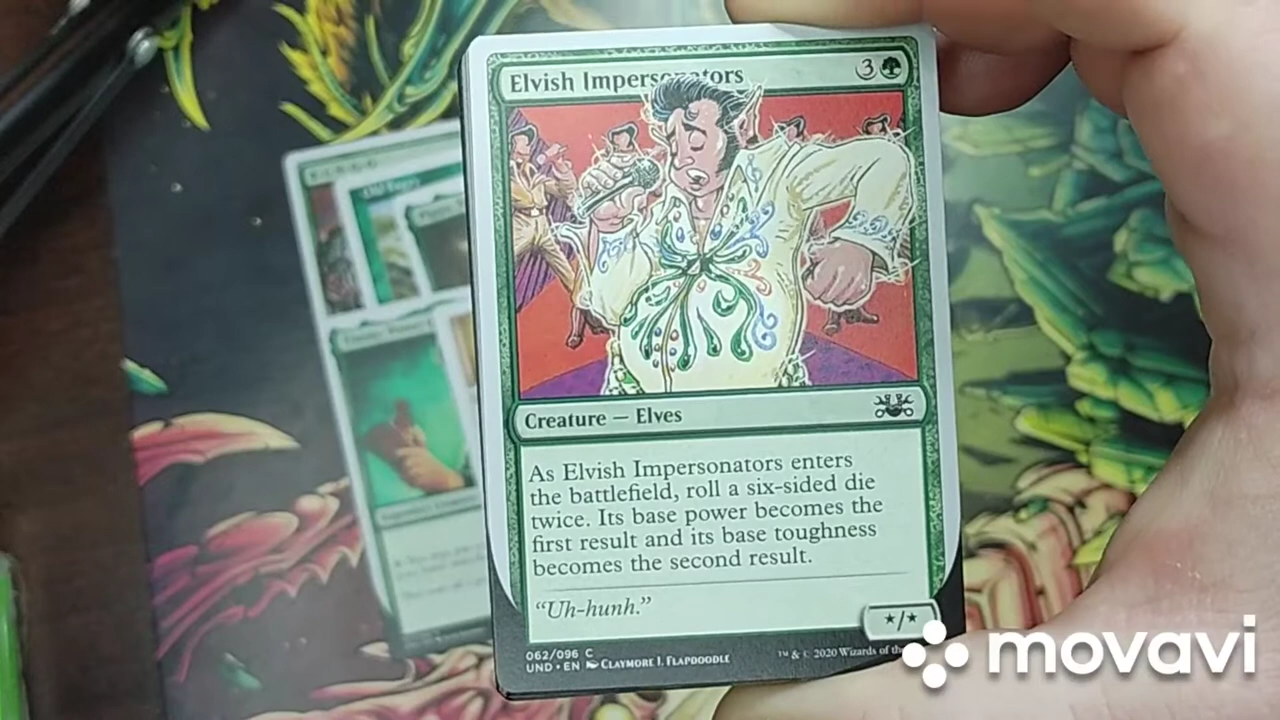 Elvish Impersonators 3
Creature — Elves
As Elvish Impersonators enters
the battlefield, roll a six-sided die
twice. Its base power becomes the
first result and its base toughness
becomes the second result.
“Uh-hunh.”
★/★
062/096 C
UND • EN CLAYMORE J. FLAPDOODLE
™ & © 2020 Wizards of the
movavi